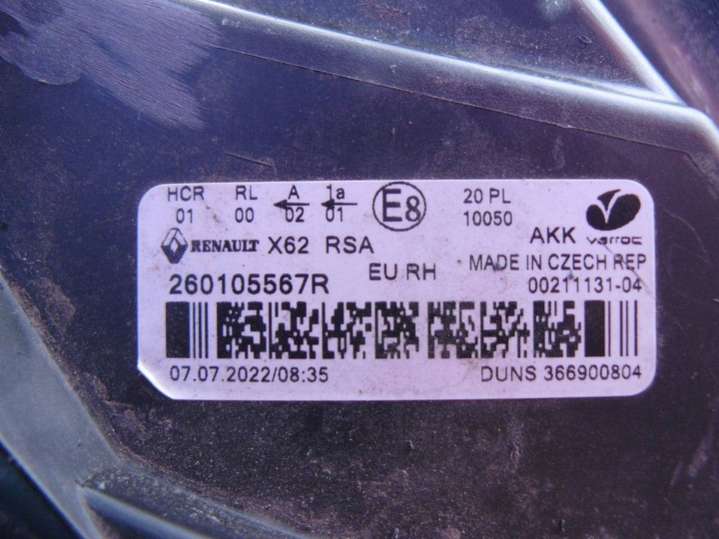 HCR RL A 1a E8 20 PL
01 00 02 01 10050
RENAULT X62 RSA AKK varroc
260105567R EU RH MADE IN CZECH REP
00211131-04
07.07.2022/08:35 DUNS 366900804